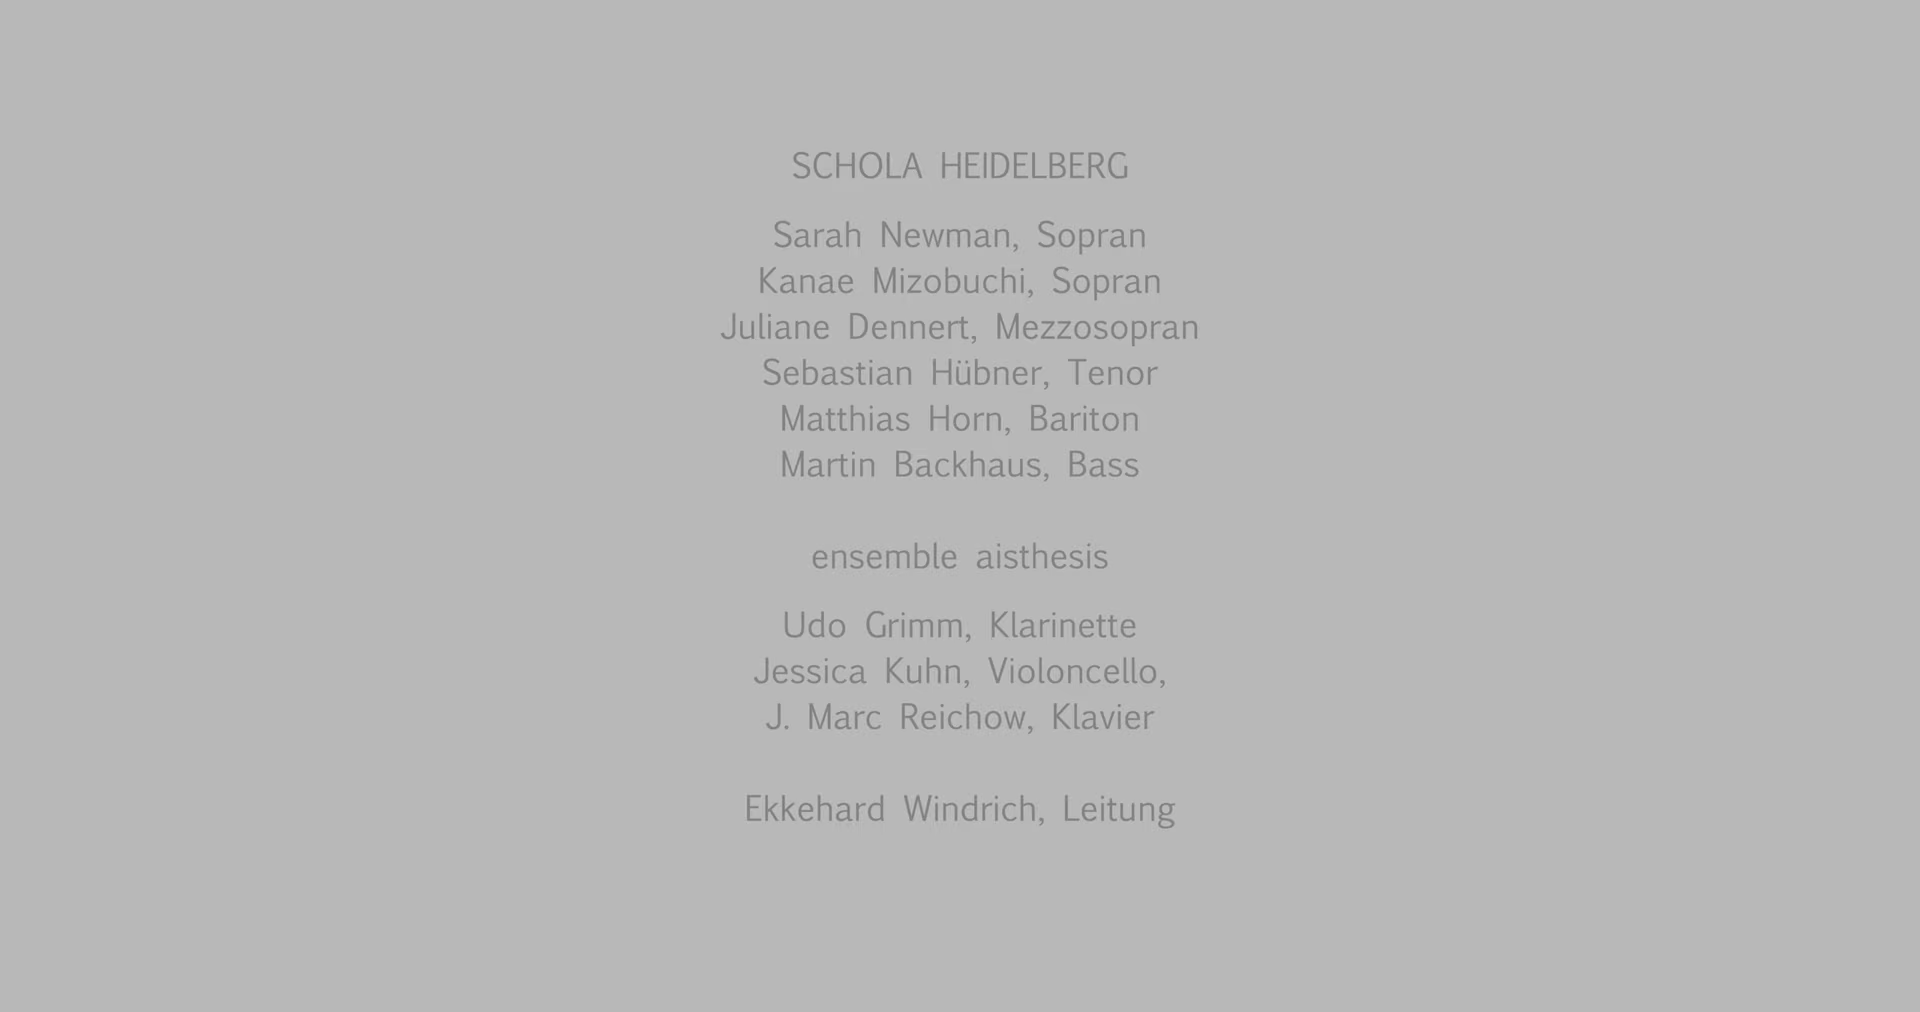 SCHOLA HEIDELBERG
Sarah Newman, Sopran
Kanae Mizobuchi, Sopran
Juliane Dennert, Mezzosopran
Sebastian Hübner, Tenor
Matthias Horn, Bariton
Martin Backhaus, Bass
ensemble aisthesis
Udo Grimm, Klarinette
Jessica Kuhn, Violoncello,
J. Marc Reichow, Klavier
Ekkehard Windrich, Leitung